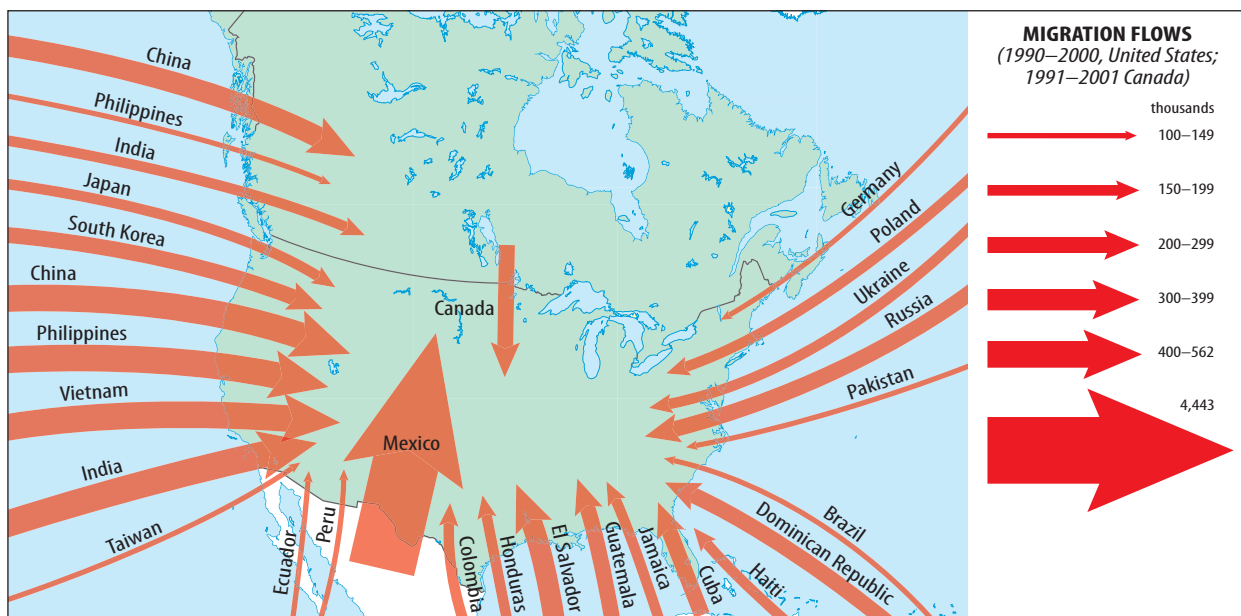 China
Philippines
India
Japan
South Korea
China
Philippines
Vietnam
India
Taiwan
Ecuador
Peru
Mexico
Canada
Colombia
Honduras
El Salvador
Guatemala
Jamaica
Cuba
Haiti
Dominican Republic
Brazil
Pakistan
Russia
Ukraine
Poland
Germany
MIGRATION FLOWS
(1990–2000, United States;
1991–2001 Canada)
thousands
100–149
150–199
200–299
300–399
400–562
4,443